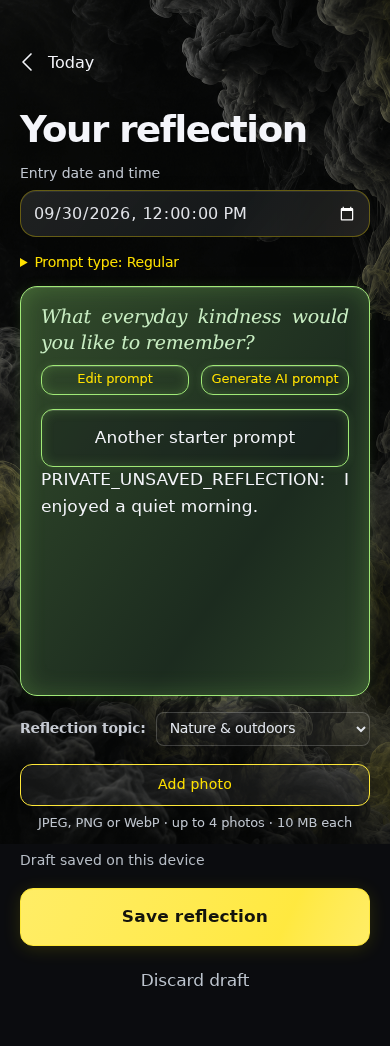 Today
Your reflection
Entry date and time
09/30/2026, 12:00:00 PM
Prompt type: Regular
What everyday kindness would
you like to remember?
Edit prompt
Generate AI prompt
Another starter prompt
PRIVATE_UNSAVED_REFLECTION: I
enjoyed a quiet morning.
Reflection topic:
Nature & outdoors
Add photo
JPEG, PNG or WebP · up to 4 photos · 10 MB each
Draft saved on this device
Save reflection
Discard draft